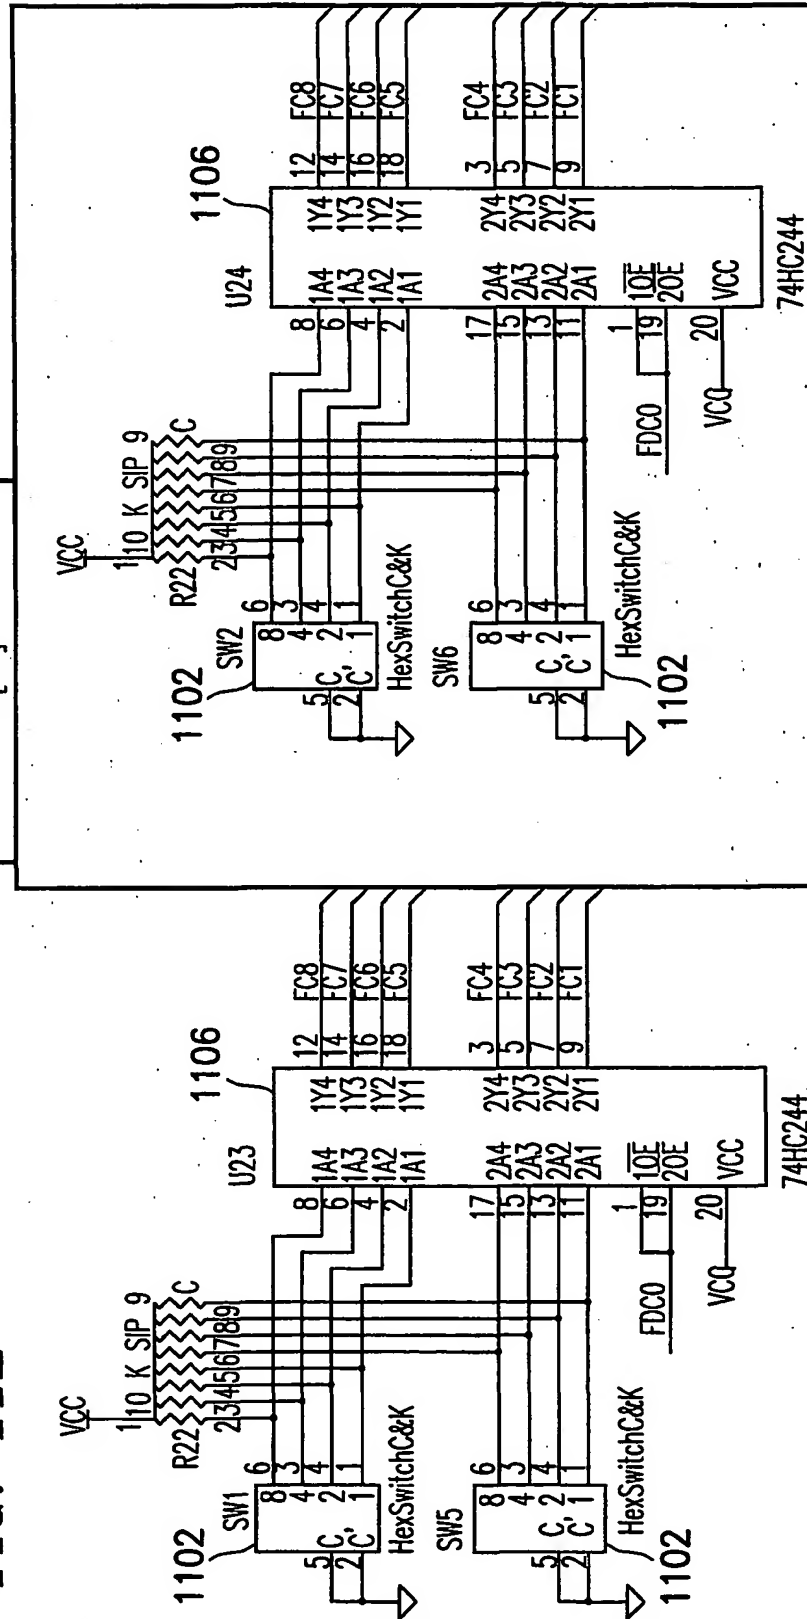 VCC
1 10 K SIP 9
R22 C
2 3 4 5 6 7 8 9
1102
SW1
5 C 8 6
2 C' 4 3
2 4
1 1
HexSwitchC&K
SW5
5 C 8 6
2 C' 4 3
2 4
1 1
HexSwitchC&K
1102
U23
1106
8 1A4 1Y4 12 FC8
6 1A3 1Y3 14 FC7
4 1A2 1Y2 16 FC6
2 1A1 1Y1 18 FC5
17 2A4 2Y4 3 FC4
15 2A3 2Y3 5 FC3
13 2A2 2Y2 7 FC2
11 2A1 2Y1 9 FC1
1 1OE
FDC0 19 2OE
VCC 20 VCC
74HC244
VCC
1 10 K SIP 9
R22 C
2 3 4 5 6 7 8 9
1102
SW2
5 C 8 6
2 C' 4 3
2 4
1 1
HexSwitchC&K
SW6
5 C 8 6
2 C' 4 3
2 4
1 1
HexSwitchC&K
1102
U24
1106
8 1A4 1Y4 12 FC8
6 1A3 1Y3 14 FC7
4 1A2 1Y2 16 FC6
2 1A1 1Y1 18 FC5
17 2A4 2Y4 3 FC4
15 2A3 2Y3 5 FC3
13 2A2 2Y2 7 FC2
11 2A1 2Y1 9 FC1
1 1OE
FDC0 19 2OE
VCC 20 VCC
74HC244